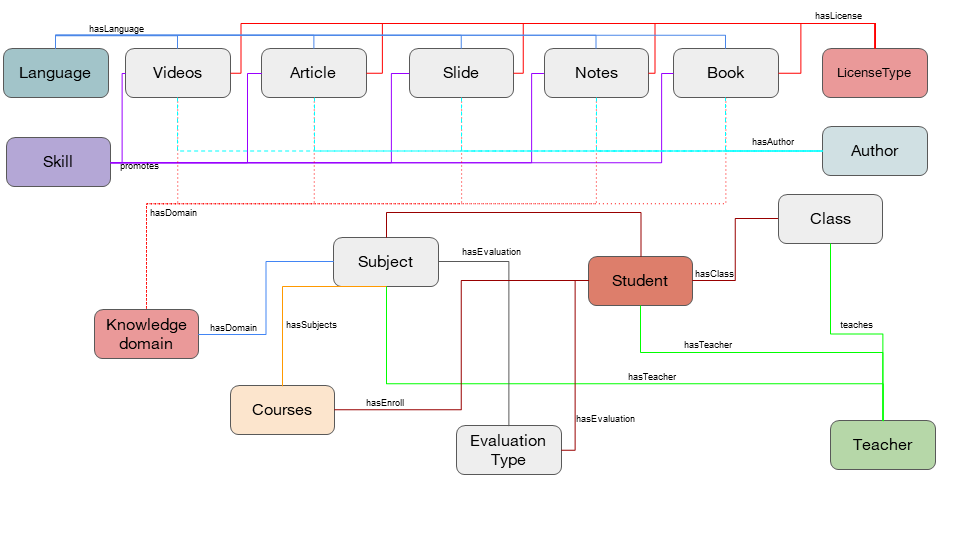 hasLicense
hasLanguage
Language
Videos
Article
Slide
Notes
Book
LicenseType
hasAuthor
Skill
promotes
Author
hasDomain
Class
Subject
hasEvaluation
Student
hasClass
Knowledge
domain
hasDomain
hasSubjects
teaches
hasTeacher
hasTeacher
Courses
hasEnroll
hasEvaluation
Evaluation
Type
Teacher